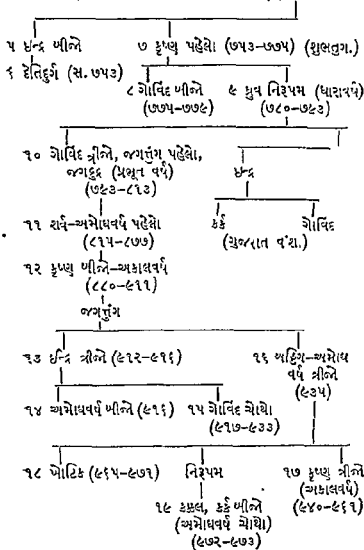 ૫ ઇન્દ્ર બીજો ૭ કૃષ્ણ પહેલો (૭૫૩-૭૭૫) (શુભતુંગ.)
૬ દંતિદુર્ગ (સ. ૭૫૩)
૮ ગોવિંદ બીજો ૯ ધ્રુવ નિરૂપમ (ધારાવર્ષ)
(૭૭૫-૭૭૯) (૭૮૦-૭૯૩)
૧૦ ગોવિંદ ત્રીજો, જગત્તુંગ પહેલો,
જગદુદ્ર (પ્રભૂત વર્ષ) ઇન્દ્ર
(૭૯૩-૮૧૩)
૧૧ શર્વ-અમોઘવર્ષ પહેલો કર્ક ગોવિંદ
(૮૧૫-૮૭૭) (ગુજરાત વંશ.)
૧૨ કૃષ્ણ બીજો-અકાલવર્ષ
(૮૮૦-૯૧૧)
જગત્તુંગ
૧૩ ઈન્દ્ર ત્રીજો (૯૧૨-૯૧૬) ૧૬ બદ્દિગ-અમોઘ
વર્ષ ત્રીજો
(૯૩૫)
૧૪ અમોઘવર્ષ બીજો (૯૧૬) ૧૫ ગોવિંદ ચોથો
(૯૧૭-૯૩૩)
૧૮ ખોટિક (૯૬૫-૯૭૧) નિરૂપમ ૧૭ કૃષ્ણ ત્રીજો
(અકાલવર્ષ)
૧૯ કક્કલ, કર્ક બીજો (૯૪૦-૯૬૧)
(અમોઘવર્ષ ચોથો)
(૯૭૨-૯૭૩)